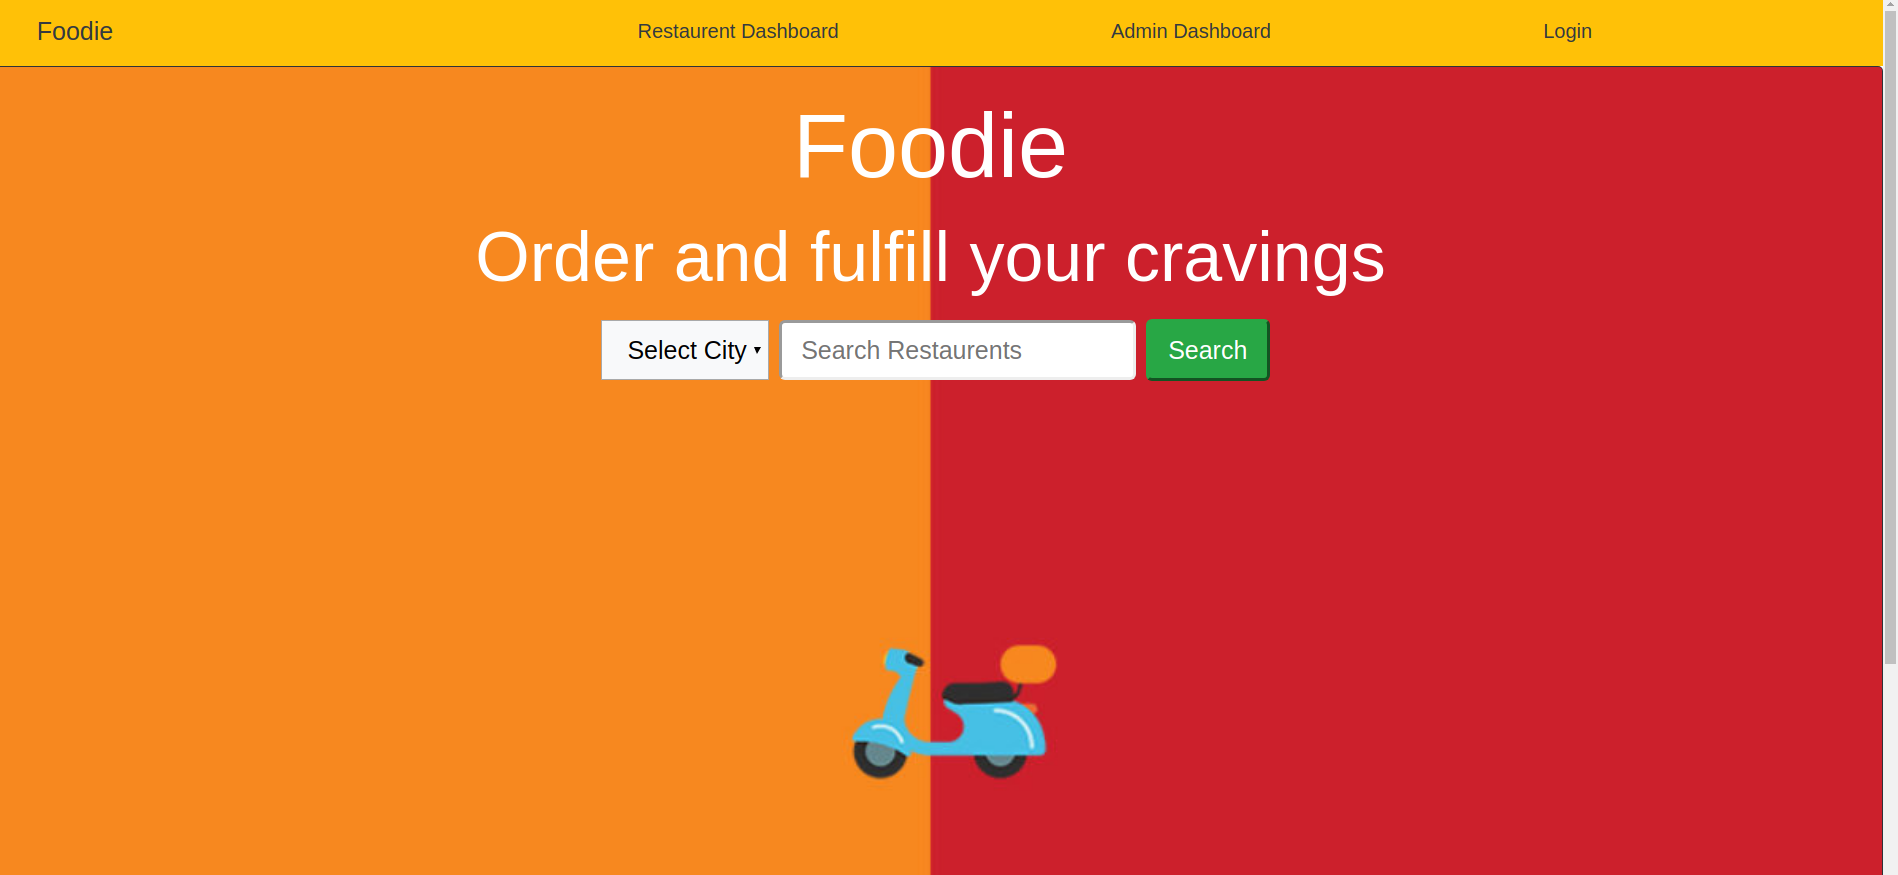 Foodie Restaurent Dashboard Admin Dashboard Login
Foodie
Order and fulfill your cravings
Select City Search Restaurents Search